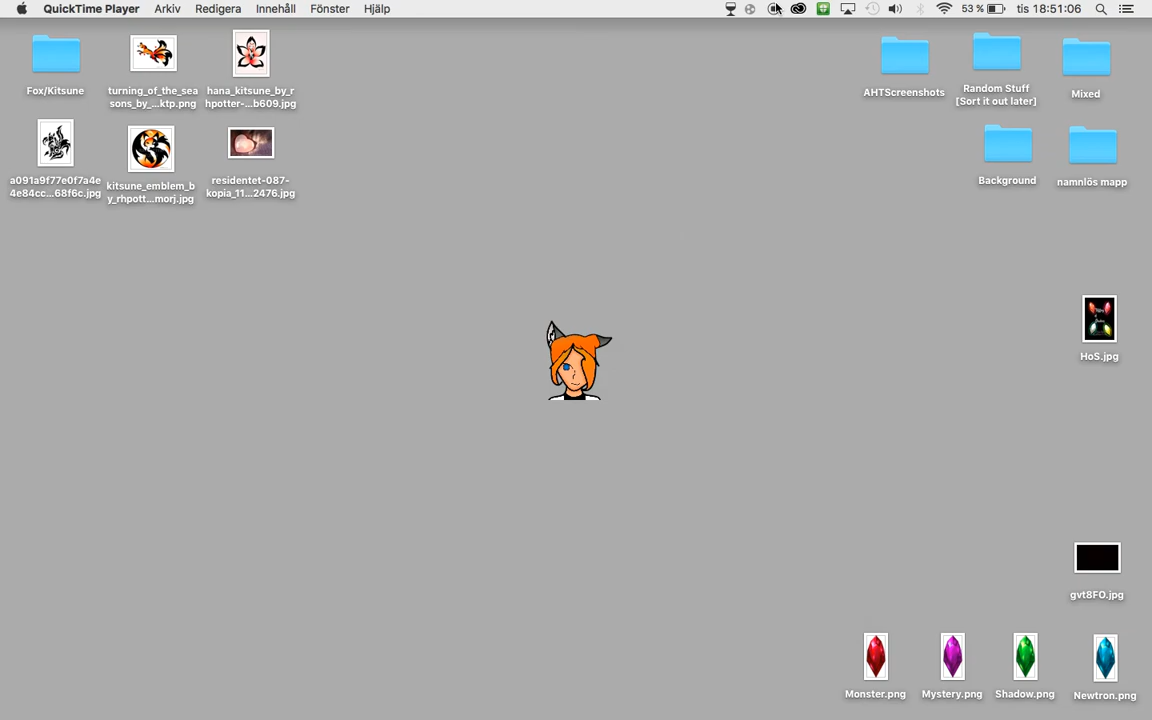 QuickTime Player Arkiv Redigera Innehåll Fönster Hjälp 53 % tis 18:51:06
Fox/Kitsune
turning_of_the_sea
sons_by_...ktp.png
hana_kitsune_by_r
hpotter-...b609.jpg
AHTScreenshots
Random Stuff
[Sort it out later]
Mixed
a091a9f77e0f7a4e
4e84cc...68f6c.jpg
kitsune_emblem_b
y_rhpott...morj.jpg
residentet-087-
kopia_11...2476.jpg
Background
namnlös mapp
HoS.jpg
gvt8FO.jpg
Monster.png
Mystery.png
Shadow.png
Newtron.png